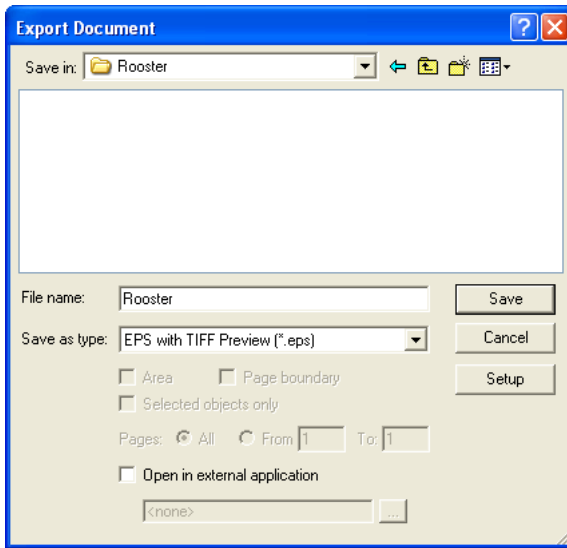 Export Document
Save in: Rooster
File name: Rooster Save
Save as type: EPS with TIFF Preview (*.eps) Cancel
Area Page boundary Setup
Selected objects only
Pages: All From 1 To: 1
Open in external application
<none> ...